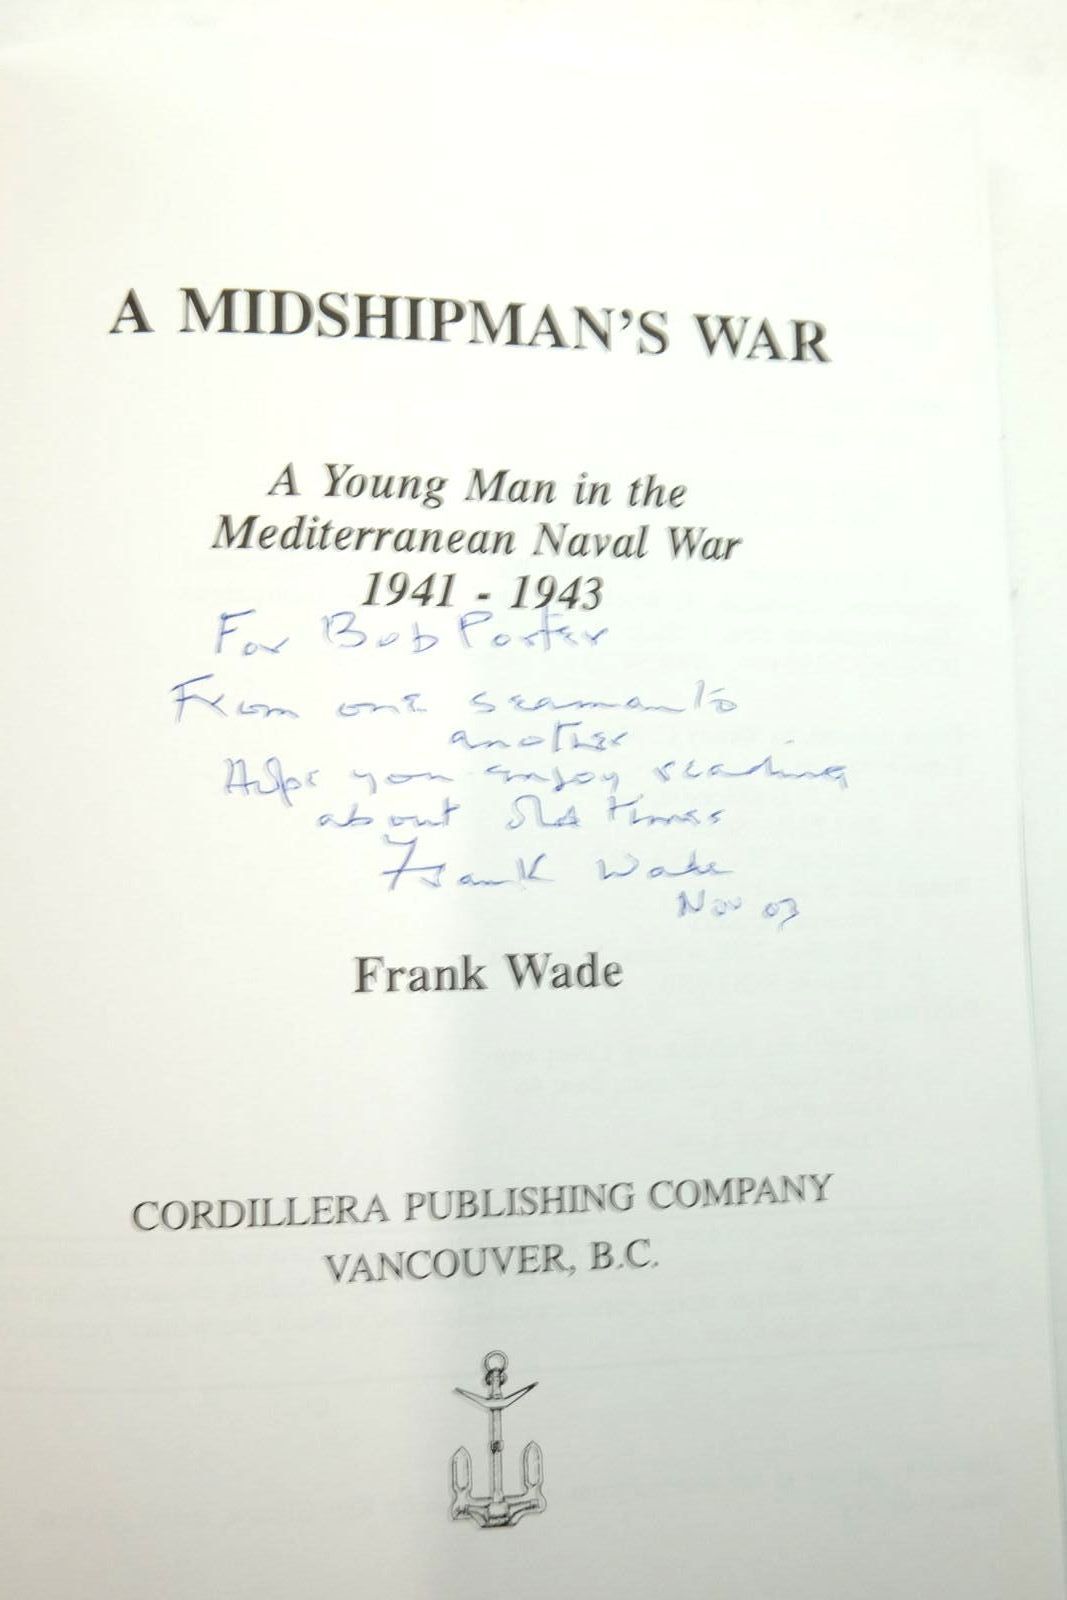 A MIDSHIPMAN'S WAR
A Young Man in the
Mediterranean Naval War
1941 - 1943
For Bob Porter
From one seaman to
another
Hope you enjoy reading
about old times
Frank Wade
Nov 03
Frank Wade
CORDILLERA PUBLISHING COMPANY
VANCOUVER, B.C.